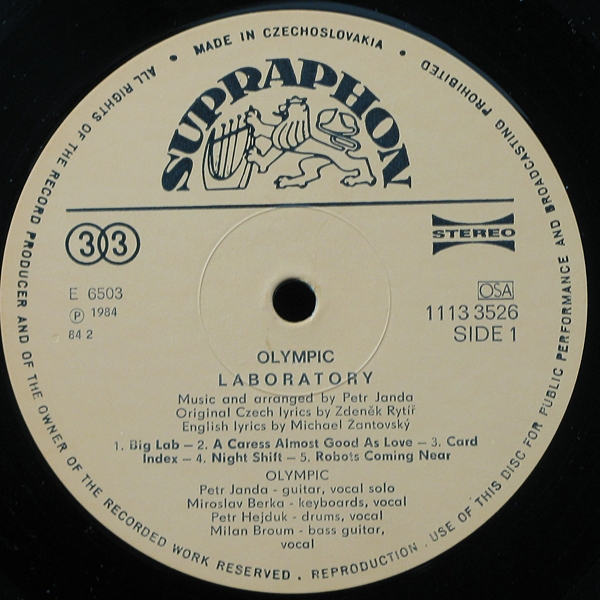 ALL RIGHTS OF THE RECORD PRODUCER AND OF THE OWNER OF THE RECORDED WORK RESERVED . REPRODUCTION . USE OF THIS DISC FOR PUBLIC PERFORMANCE AND BROADCASTING PROHIBITED
• MADE IN CZECHOSLOVAKIA •
SUPRAPHON
33
STEREO
E 6503
OSA
Ⓟ 1984
1113 3526
84 2
SIDE 1
OLYMPIC
LABORATORY
Music and arranged by Petr Janda
Original Czech lyrics by Zdeněk Rytíř
English lyrics by Michael Žantovský
1. Big Lab – 2. A Caress Almost Good As Love – 3. Card
Index – 4. Night Shift – 5. Robots Coming Near
OLYMPIC
Petr Janda - guitar, vocal solo
Miroslav Berka - keyboards, vocal
Petr Hejduk - drums, vocal
Milan Broum - bass guitar,
vocal